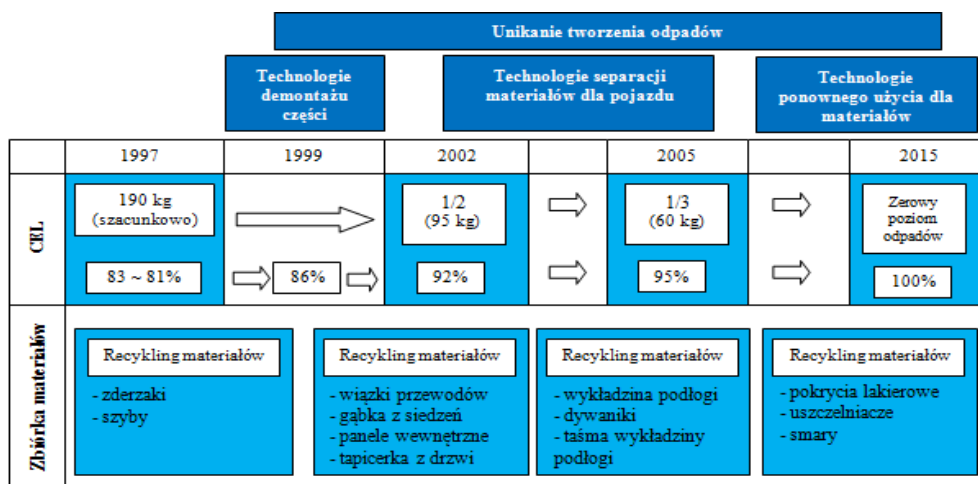 Unikanie tworzenia odpadów
Technologie
demontażu
części
Technologie separacji
materiałów dla pojazdu
Technologie
ponownego użycia dla
materiałów
1997
1999
2002
2005
2015
CEL
190 kg
(szacunkowo)
1/2
(95 kg)
1/3
(60 kg)
Zerowy
poziom
odpadów
83 ~ 81%
86%
92%
95%
100%
Zbiórka materiałów
Recykling materiałów
- zderzaki
- szyby
Recykling materiałów
- wiązki przewodów
- gąbka z siedzeń
- panele wewnętrzne
- tapicerka z drzwi
Recykling materiałów
- wykładzina podłogi
- dywaniki
- taśma wykładziny
podłogi
Recykling materiałów
- pokrycia lakierowe
- uszczelniacze
- smary